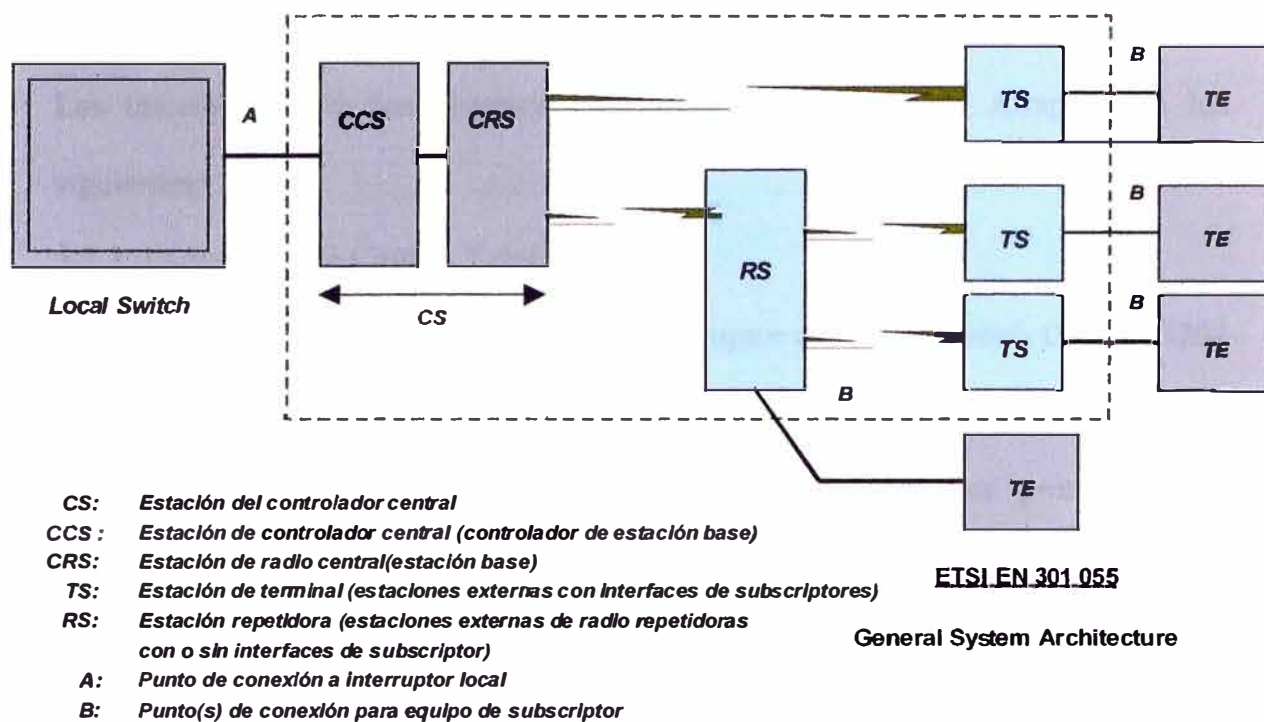 B
B
A
CCS
CRS
TS
TE
Local Switch
CS
RS
TS
TE
B
TS
TE
B
TE
CS: Estación del controlador central
CCS : Estación de controlador central (controlador de estación base)
CRS: Estación de radio central(estación base)
TS: Estación de terminal (estaciones externas con interfaces de subscriptores)
RS: Estación repetidora (estaciones externas de radio repetidoras
con o sin interfaces de subscriptor)
A: Punto de conexión a interruptor local
B: Punto(s) de conexión para equipo de subscriptor
ETSI EN 301 055
General System Architecture